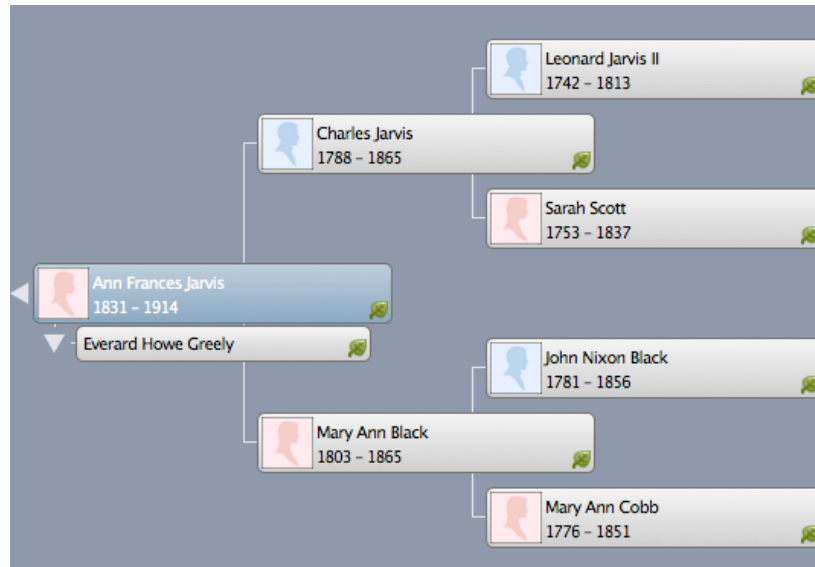 Leonard Jarvis II
1742 – 1813
Charles Jarvis
1788 – 1865
Sarah Scott
1753 – 1837
Ann Frances Jarvis
1831 – 1914
Everard Howe Greely
John Nixon Black
1781 – 1856
Mary Ann Black
1803 – 1865
Mary Ann Cobb
1776 – 1851